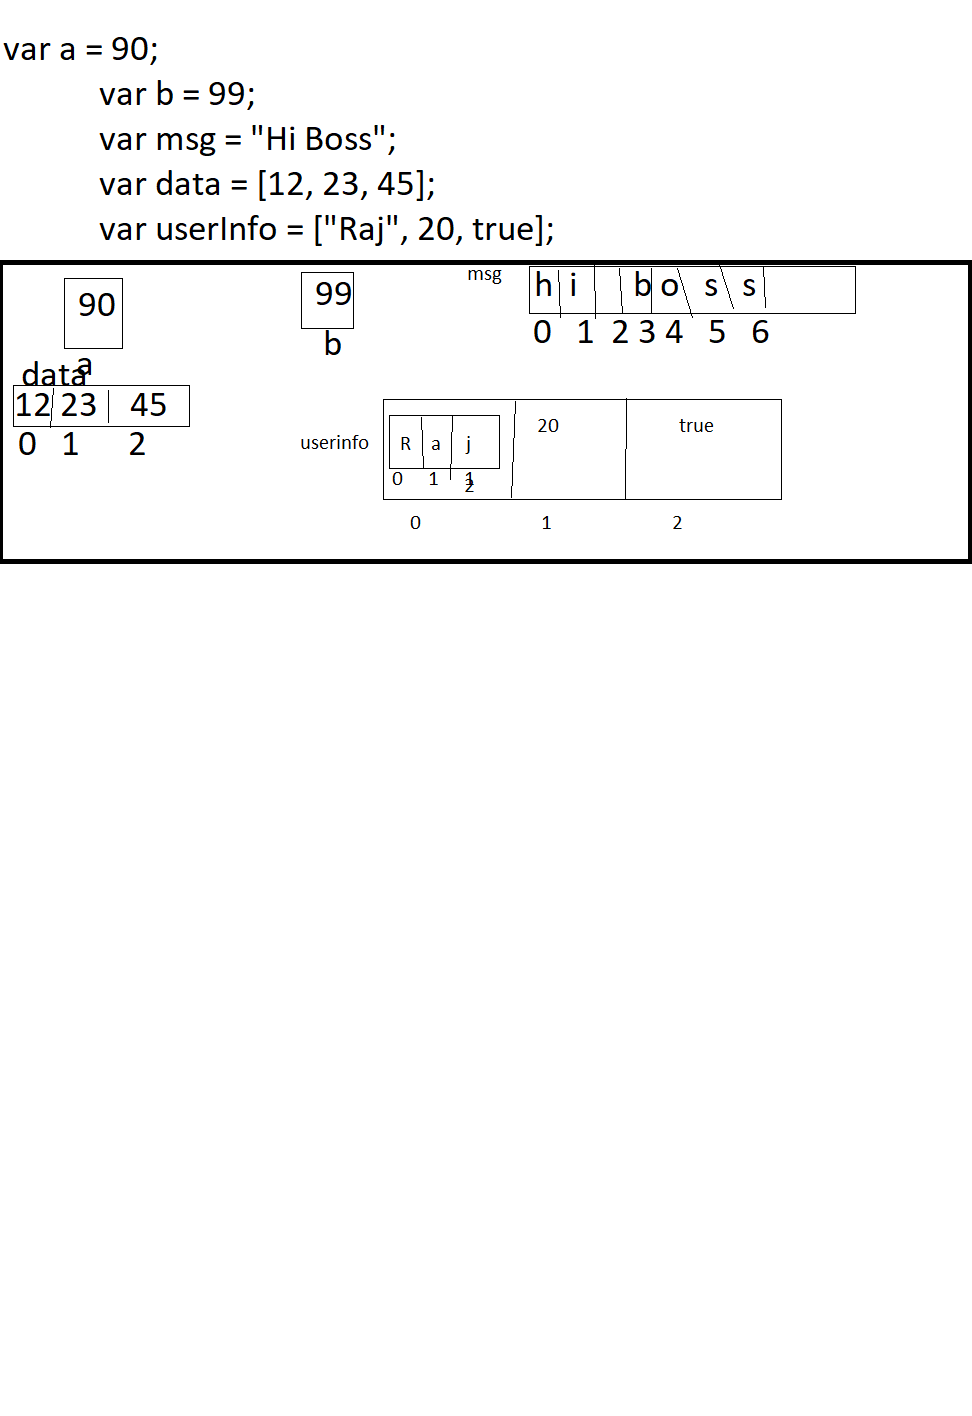 var a = 90;
var b = 99;
var msg = "Hi Boss";
var data = [12, 23, 45];
var userInfo = ["Raj", 20, true];
msg h i b o s s
90 99
0 1 2 3 4 5 6
b
a
data
12 23 45
0 1 2
20 true
userinfo R a j
0 1 1
2
0 1 2